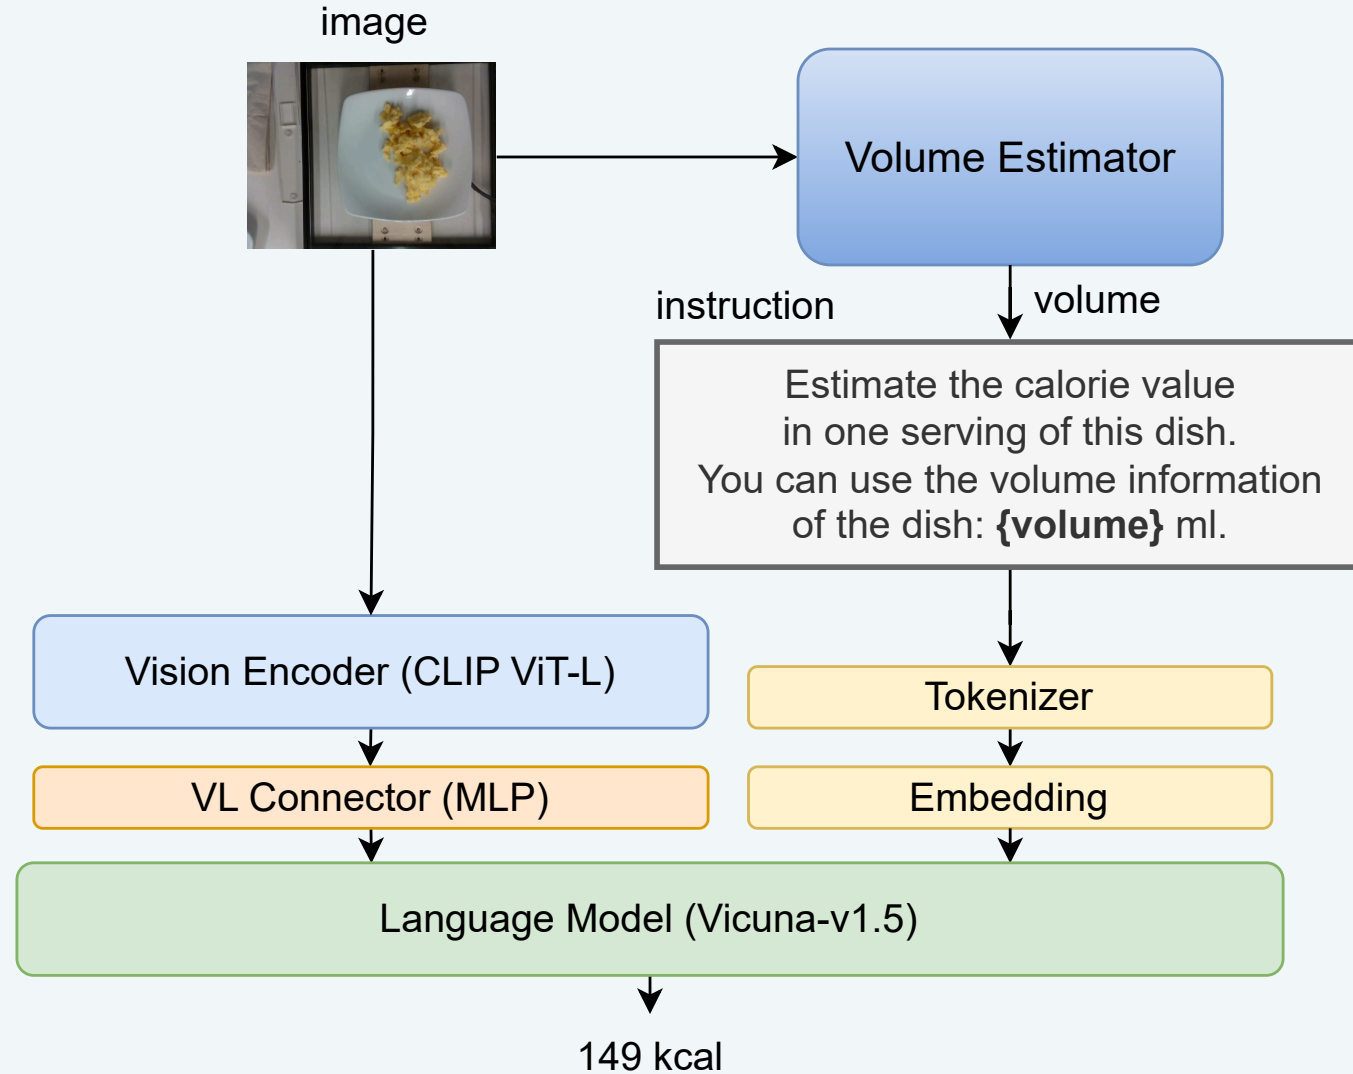 image
Volume Estimator
instruction
volume
Estimate the calorie value
in one serving of this dish.
You can use the volume information
of the dish: {volume} ml.
Vision Encoder (CLIP ViT-L)
Tokenizer
VL Connector (MLP)
Embedding
Language Model (Vicuna-v1.5)
149 kcal